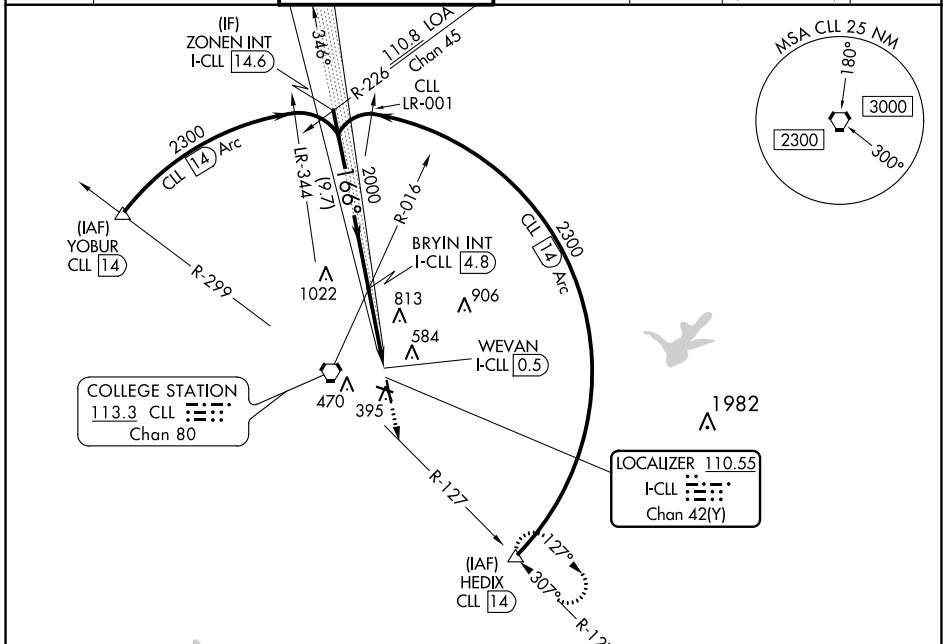 (IF)
ZONEN INT
I-CLL 14.6
346°
R-226
110.8 LOA
Chan 45
CLL
LR-001
MSA CLL 25 NM
180°
3000
2300
300°
2300
CLL 14 Arc
LR-344
(9.7)
166°
2000
R-016
2300
CLL 14 Arc
(IAF)
YOBUR
CLL 14
R-299
BRYIN INT
I-CLL 4.8
1022
813
906
584
WEVAN
I-CLL 0.5
COLLEGE STATION
113.3 CLL
Chan 80
470
395
1982
LOCALIZER 110.55
I-CLL
Chan 42(Y)
R-127
(IAF)
HEDIX
CLL 14
127°
307°